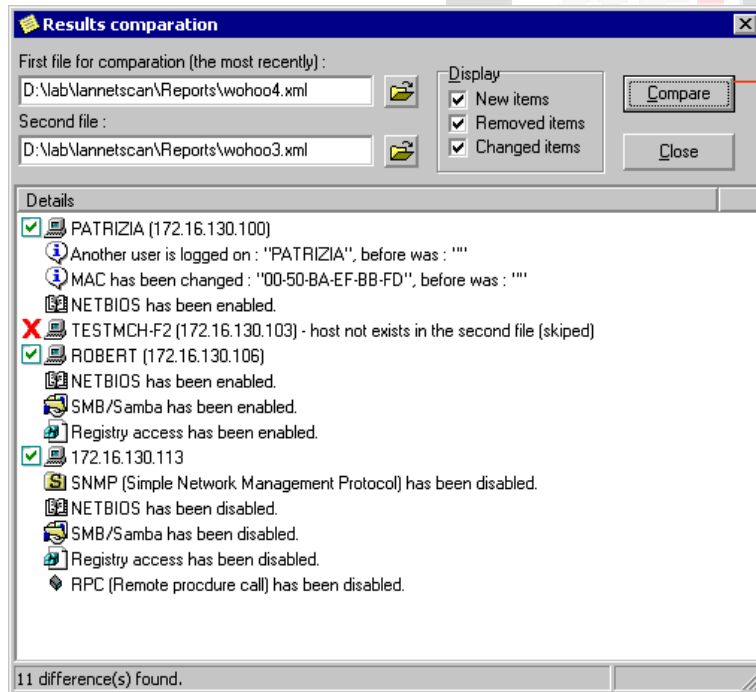 Results comparation
First file for comparation (the most recently) :
D:\lab\lannetscan\Reports\wohoo4.xml
Second file :
D:\lab\lannetscan\Reports\wohoo3.xml
Display
New items
Removed items
Changed items
Compare
Close
Details
PATRIZIA (172.16.130.100)
Another user is logged on : "PATRIZIA", before was : ""
MAC has been changed : "00-50-BA-EF-BB-FD", before was : ""
NETBIOS has been enabled.
TESTMCH-F2 (172.16.130.103) - host not exists in the second file (skiped)
ROBERT (172.16.130.106)
NETBIOS has been enabled.
SMB/Samba has been enabled.
Registry access has been enabled.
172.16.130.113
SNMP (Simple Network Management Protocol) has been disabled.
NETBIOS has been disabled.
SMB/Samba has been disabled.
Registry access has been disabled.
RPC (Remote procdure call) has been disabled.
11 difference(s) found.